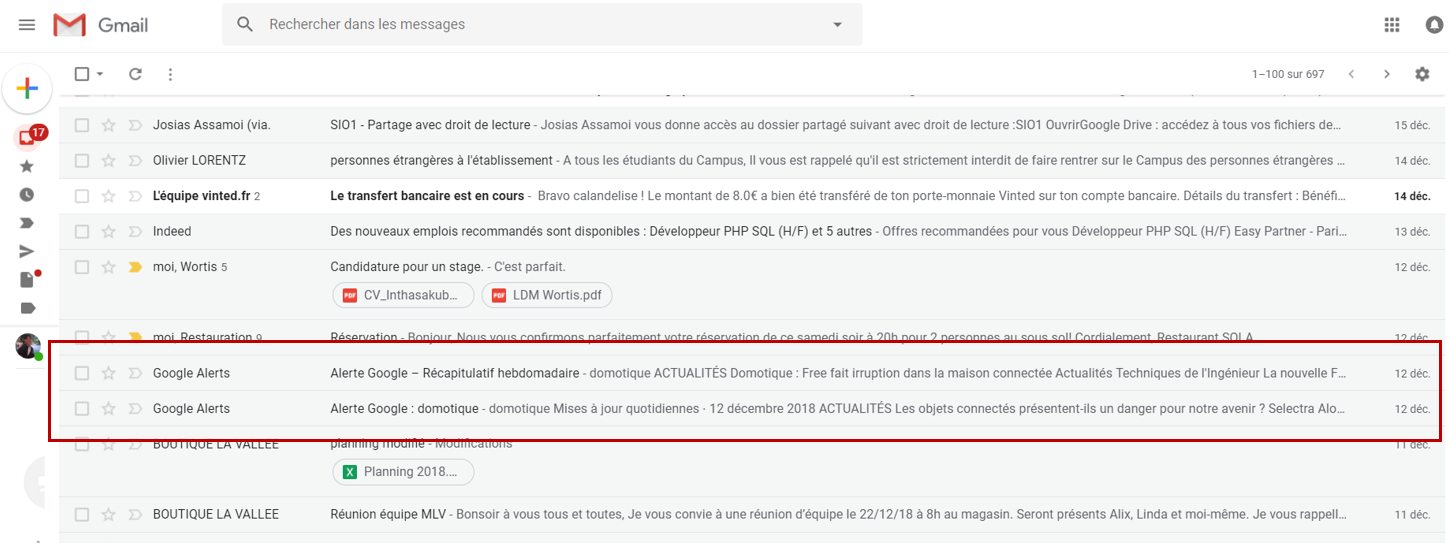 Gmail
Rechercher dans les messages
1–100 sur 697
17
Josias Assamoi (via. SIO1 - Partage avec droit de lecture - Josias Assamoi vous donne accès au dossier partagé suivant avec droit de lecture :SIO1 OuvrirGoogle Drive : accédez à tous vos fichiers de… 15 déc.
Olivier LORENTZ personnes étrangères à l'établissement - A tous les étudiants du Campus, Il vous est rappelé qu'il est strictement interdit de faire rentrer sur le Campus des personnes étrangères … 14 déc.
L'équipe vinted.fr 2 Le transfert bancaire est en cours - Bravo calandelise ! Le montant de 8.0€ a bien été transféré de ton porte-monnaie Vinted sur ton compte bancaire. Détails du transfert : Bénéfi… 14 déc.
Indeed Des nouveaux emplois recommandés sont disponibles : Développeur PHP SQL (H/F) et 5 autres - Offres recommandées pour vous Développeur PHP SQL (H/F) Easy Partner - Pari… 13 déc.
moi, Wortis 5 Candidature pour un stage. - C'est parfait. 12 déc.
PDF CV_Inthasakub… PDF LDM Wortis.pdf
moi, Restauration 9 Réservation - Bonjour, Nous vous confirmons parfaitement votre réservation de ce samedi soir à 20h pour 2 personnes au sous sol! Cordialement, Restaurant SOLA 12 déc.
Google Alerts Alerte Google – Récapitulatif hebdomadaire - domotique ACTUALITÉS Domotique : Free fait irruption dans la maison connectée Actualités Techniques de l'Ingénieur La nouvelle F… 12 déc.
Google Alerts Alerte Google : domotique - domotique Mises à jour quotidiennes · 12 décembre 2018 ACTUALITÉS Les objets connectés présentent-ils un danger pour notre avenir ? Selectra Alo… 12 déc.
BOUTIQUE LA VALLEE planning modifié - Modifications 11 déc.
X Planning 2018.…
BOUTIQUE LA VALLEE Réunion équipe MLV - Bonsoir à vous tous et toutes, Je vous convie à une réunion d'équipe le 22/12/18 à 8h au magasin. Seront présents Alix, Linda et moi-même. Je vous rappell… 11 déc.